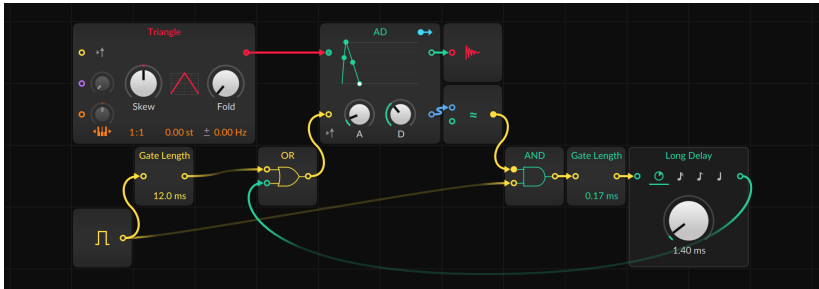 Triangle
AD
Skew
Fold
A
D
1:1
0.00 st
± 0.00 Hz
Gate Length
OR
AND
Gate Length
Long Delay
12.0 ms
0.17 ms
1.40 ms